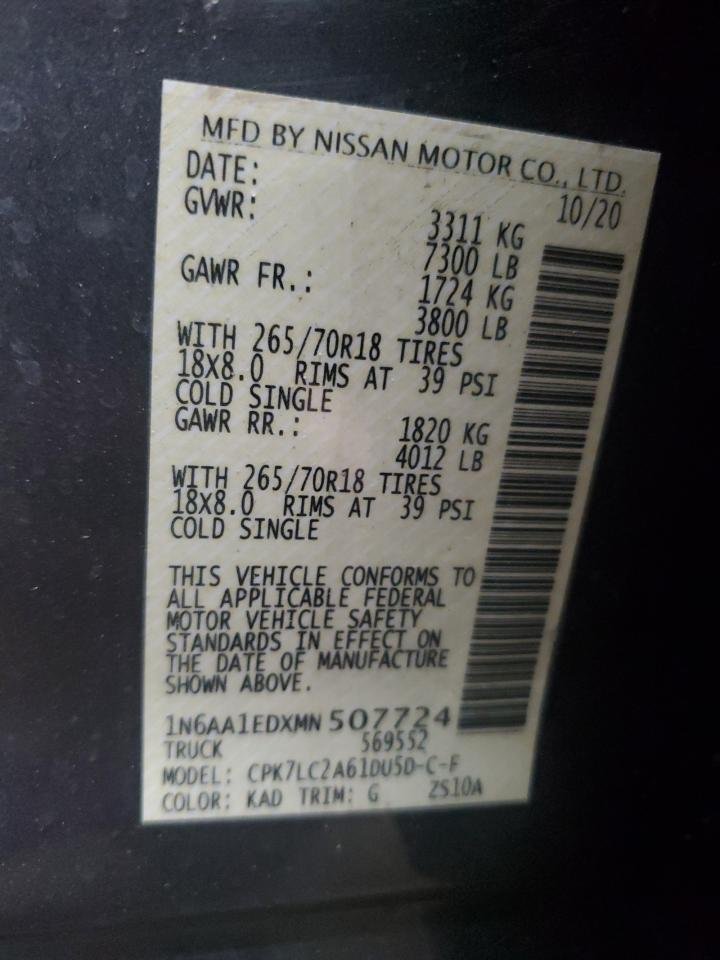 MFD BY NISSAN MOTOR CO., LTD.
DATE: 10/20
GVWR: 3311 KG
7300 LB
GAWR FR.: 1724 KG
3800 LB
WITH 265/70R18 TIRES
18X8.0 RIMS AT 39 PSI
COLD SINGLE
GAWR RR.: 1820 KG
4012 LB
WITH 265/70R18 TIRES
18X8.0 RIMS AT 39 PSI
COLD SINGLE
THIS VEHICLE CONFORMS TO
ALL APPLICABLE FEDERAL
MOTOR VEHICLE SAFETY
STANDARDS IN EFFECT ON
THE DATE OF MANUFACTURE
SHOWN ABOVE.
1N6AA1EDXMN 507724
TRUCK 569552
MODEL: CPK7LC2A61DU5D-C-F
COLOR: KAD TRIM: G ZS10A